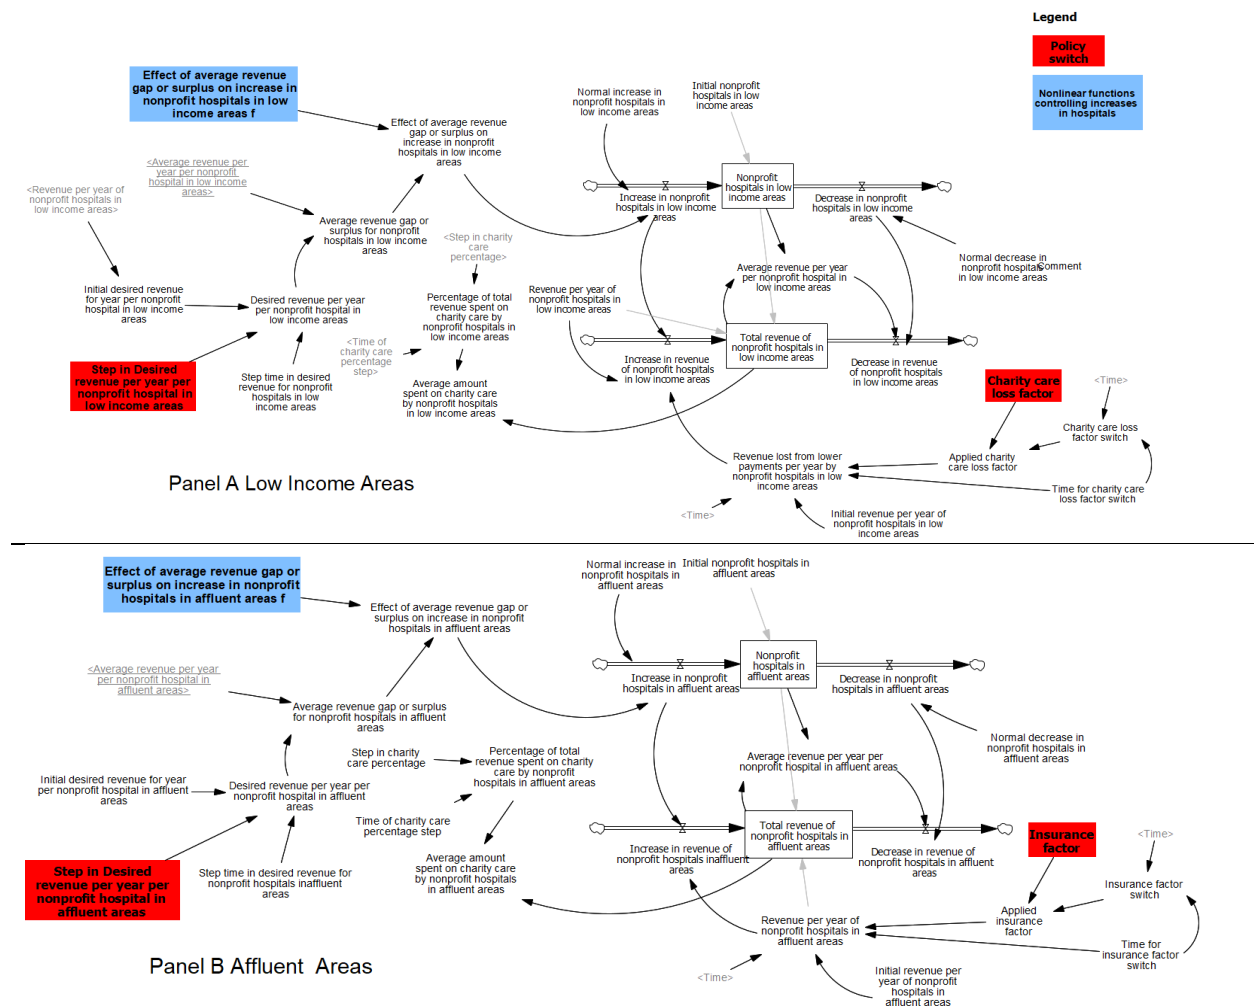 Legend
Policy
switch
Nonlinear functions
controlling increases
in hospitals
Effect of average revenue
gap or surplus on increase in
nonprofit hospitals in low
income areas f
Effect of average revenue
gap or surplus on
increase in nonprofit
hospitals in low income
areas
Normal increase in
nonprofit hospitals in
low income areas
Initial nonprofit
hospitals in low
income areas
<Average revenue per
year per nonprofit
hospital in low income
areas>
<Revenue per year of
nonprofit hospitals in
low income areas>
Average revenue gap or
surplus for nonprofit
hospitals in low income
areas
<Step in charity
care
percentage>
Nonprofit
hospitals in low
income areas
Increase in nonprofit
hospitals in low income
areas
Decrease in nonprofit
hospitals in low income
areas
Normal decrease in
nonprofit hospitals
in low income areas
Comment
Average revenue per year
per nonprofit hospital in
low income areas
Initial desired revenue
for year per nonprofit
hospital in low income
areas
Desired revenue per year
per nonprofit hospital in
low income areas
Percentage of total
revenue spent on
charity care by
nonprofit hospitals in
low income areas
Revenue per year of
nonprofit hospitals in
low income areas
Total revenue of
nonprofit hospitals in
low income areas
<Time of
charity care
percentage
step>
Step in Desired
revenue per year per
nonprofit hospital in
low income areas
Step time in desired
revenue for nonprofit
hospitals in low
income areas
Average amount
spent on charity care
by nonprofit hospitals
in low income areas
Increase in revenue
of nonprofit hospitals
in low income areas
Decrease in revenue
of nonprofit hospitals
in low income areas
Charity care
loss factor
<Time>
Charity care loss
factor switch
Applied charity
care loss factor
Time for charity care
loss factor switch
Revenue lost from lower
payments per year by
nonprofit hospitals in low
income areas
<Time>
Initial revenue per year of
nonprofit hospitals in low
income areas
Panel A Low Income Areas
Effect of average revenue gap or
surplus on increase in nonprofit
hospitals in affluent areas f
Effect of average revenue gap or
surplus on increase in nonprofit
hospitals in affluent areas
Normal increase in
nonprofit hospitals in
affluent areas
Initial nonprofit hospitals in
affluent areas
<Average revenue per year
per nonprofit hospital in
affluent areas>
Average revenue gap or surplus
for nonprofit hospitals in affluent
areas
Nonprofit
hospitals in
affluent areas
Increase in nonprofit
hospitals in affluent areas
Decrease in nonprofit
hospitals in affluent areas
Normal decrease in
nonprofit hospitals in
affluent areas
Step in charity
care percentage
Percentage of total
revenue spent on charity
care by nonprofit
hospitals in affluent areas
Average revenue per year per
nonprofit hospital in affluent areas
Initial desired revenue for year
per nonprofit hospital in affluent
areas
Desired revenue per year per
nonprofit hospital in affluent
areas
Time of charity care
percentage step
Total revenue of
nonprofit hospitals in
affluent areas
Step in Desired
revenue per year per
nonprofit hospital in
affluent areas
Step time in desired revenue for
nonprofit hospitals inaffluent
areas
Average amount
spent on charity care
by nonprofit hospitals
in affluent areas
Increase in revenue of
nonprofit hospitals inaffluent
areas
Decrease in revenue of
nonprofit hospitals in affluent
areas
Insurance
factor
<Time>
Insurance factor
switch
Applied
insurance
factor
Time for
insurance factor
switch
Revenue per year of
nonprofit hospitals in
affluent areas
<Time>
Initial revenue per
year of nonprofit
hospitals in
affluent areas
Panel B Affluent Areas